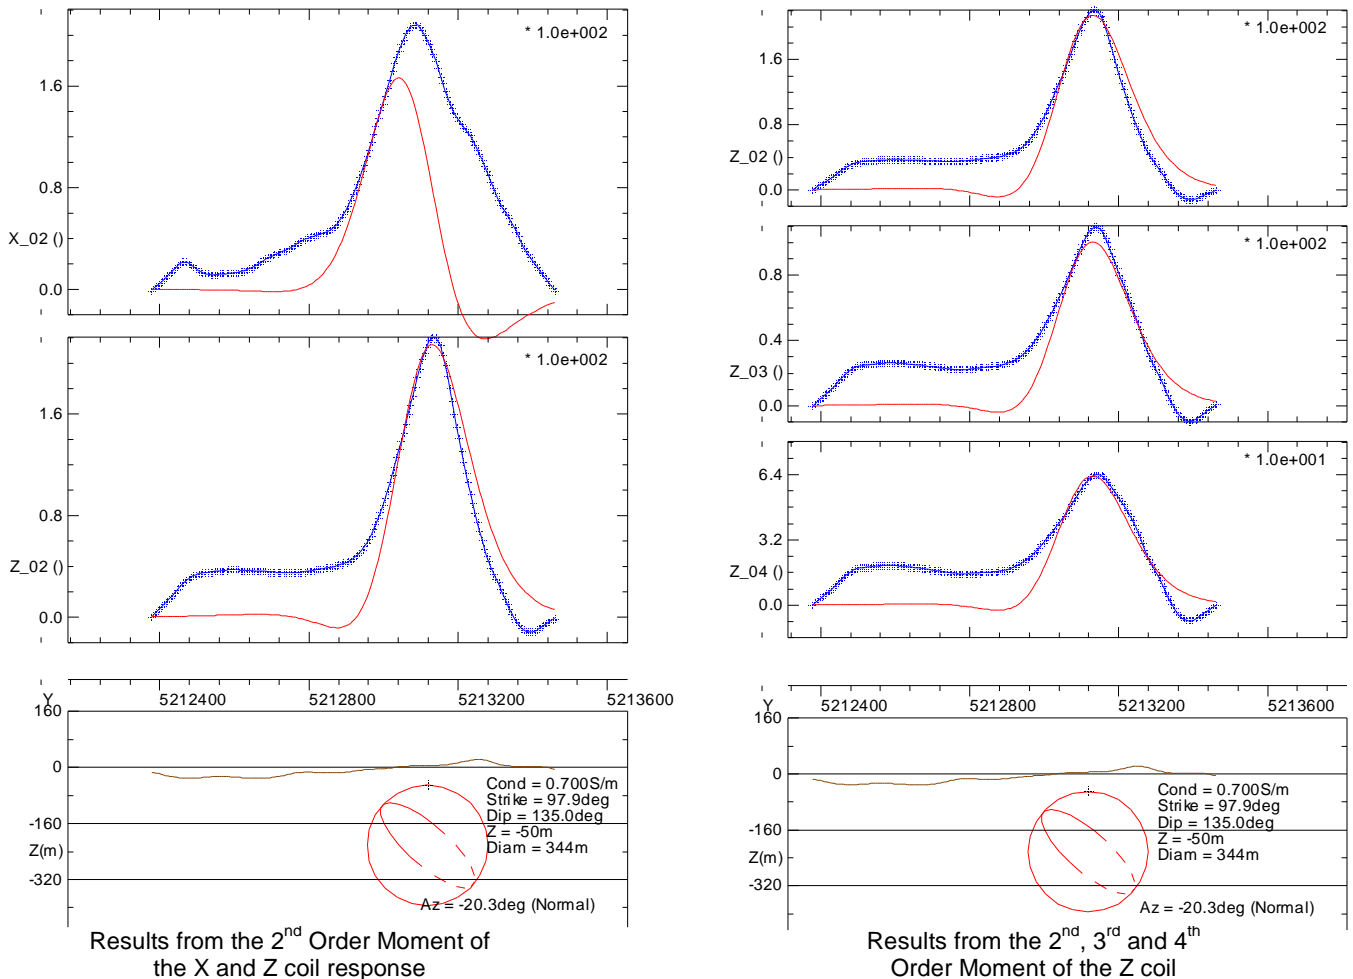 * 1.0e+002
1.6
0.8
X_02 ()
0.0
* 1.0e+002
1.6
0.8
Z_02 ()
0.0
Y
5212400
5212800
5213200
5213600
160
0
-160
Z(m)
-320
Cond = 0.700S/m
Strike = 97.9deg
Dip = 135.0deg
Z = -50m
Diam = 344m
Az = -20.3deg (Normal)
Results from the 2nd Order Moment of
the X and Z coil response
* 1.0e+002
1.6
0.8
Z_02 ()
0.0
* 1.0e+002
0.8
0.4
Z_03 ()
0.0
* 1.0e+001
6.4
3.2
Z_04 ()
0.0
Y
5212400
5212800
5213200
5213600
160
0
-160
Z(m)
-320
Cond = 0.700S/m
Strike = 97.9deg
Dip = 135.0deg
Z = -50m
Diam = 344m
Az = -20.3deg (Normal)
Results from the 2nd, 3rd and 4th
Order Moment of the Z coil